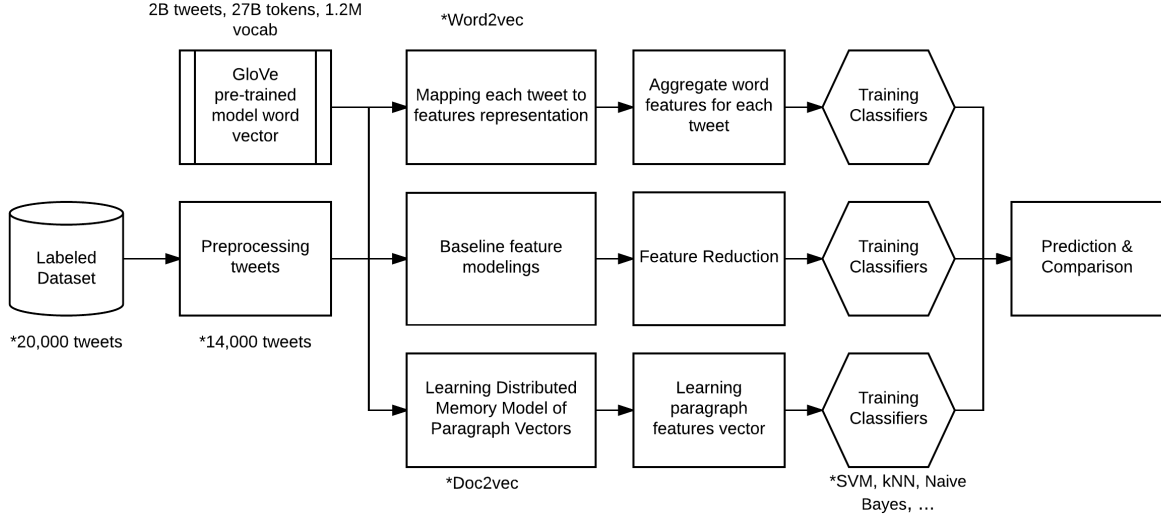 2B tweets, 27B tokens, 1.2M
vocab
*Word2vec
GloVe
pre-trained
model word
vector
Mapping each tweet to
features representation
Aggregate word
features for each
tweet
Training
Classifiers
Labeled
Dataset
*20,000 tweets
Preprocessing
tweets
*14,000 tweets
Baseline feature
modelings
Feature Reduction
Training
Classifiers
Prediction &
Comparison
Learning Distributed
Memory Model of
Paragraph Vectors
*Doc2vec
Learning
paragraph
features vector
Training
Classifiers
*SVM, kNN, Naive
Bayes, ...